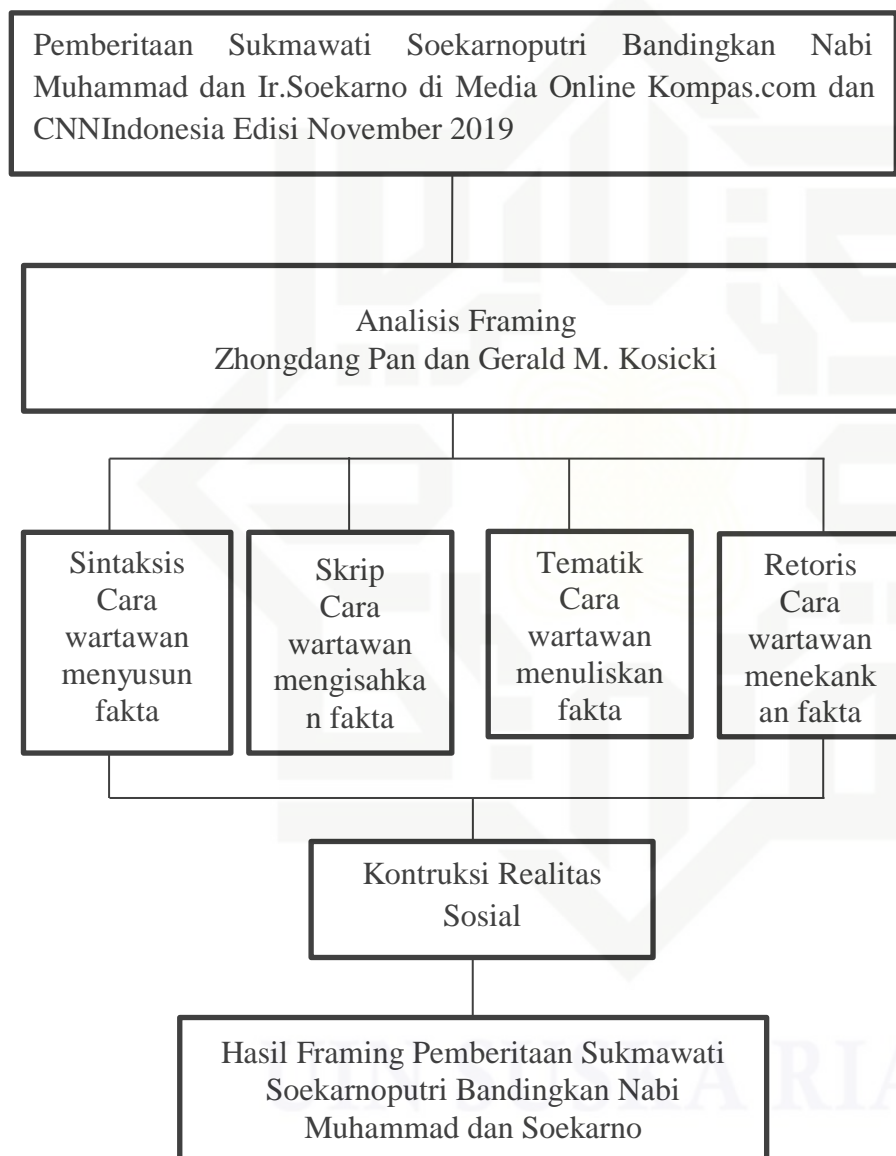 Pemberitaan Sukmawati Soekarnoputri Bandingkan Nabi
Muhammad dan Ir.Soekarno di Media Online Kompas.com dan
CNNIndonesia Edisi November 2019
Analisis Framing
Zhongdang Pan dan Gerald M. Kosicki
Sintaksis
Cara
wartawan
menyusun
fakta
Skrip
Cara
wartawan
mengisahka
n fakta
Tematik
Cara
wartawan
menuliskan
fakta
Retoris
Cara
wartawan
menekank
an fakta
Kontruksi Realitas
Sosial
Hasil Framing Pemberitaan Sukmawati
Soekarnoputri Bandingkan Nabi
Muhammad dan Soekarno
UIN SUSKA RIA